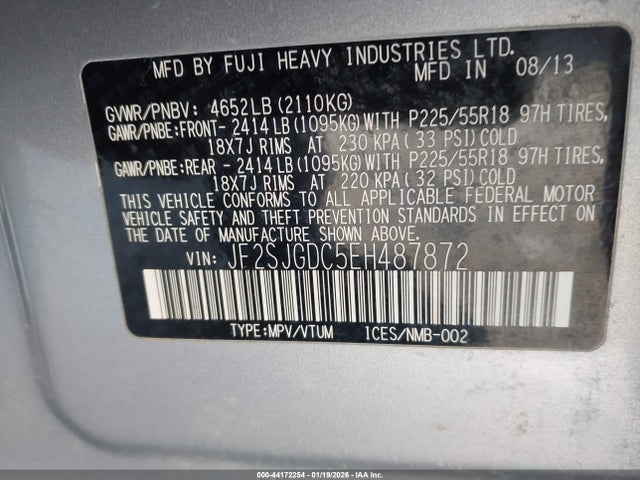 MFD BY FUJI HEAVY INDUSTRIES LTD.
MFD IN 08/13
GVWR/PNBV: 4652LB (2110KG)
GAWR/PNBE:FRONT- 2414 LB(1095KG)WITH P225/55R18 97H TIRES,
18X7J RIMS AT 230 KPA( 33 PSI)COLD
GAWR/PNBE:REAR - 2414 LB(1095KG)WITH P225/55R18 97H TIRES,
18X7J RIMS AT 220 KPA( 32 PSI)COLD
THIS VEHICLE CONFORMS TO ALL APPLICABLE FEDERAL MOTOR
VEHICLE SAFETY AND THEFT PREVENTION STANDARDS IN EFFECT ON
THE DATE OF MANUFACTURE SHOWN ABOVE.
VIN: JF2SJGDC5EH487872
TYPE:MPV/VTUM ICES/NMB-002
000-44172254 | 01/19/2026 | IAA Inc.